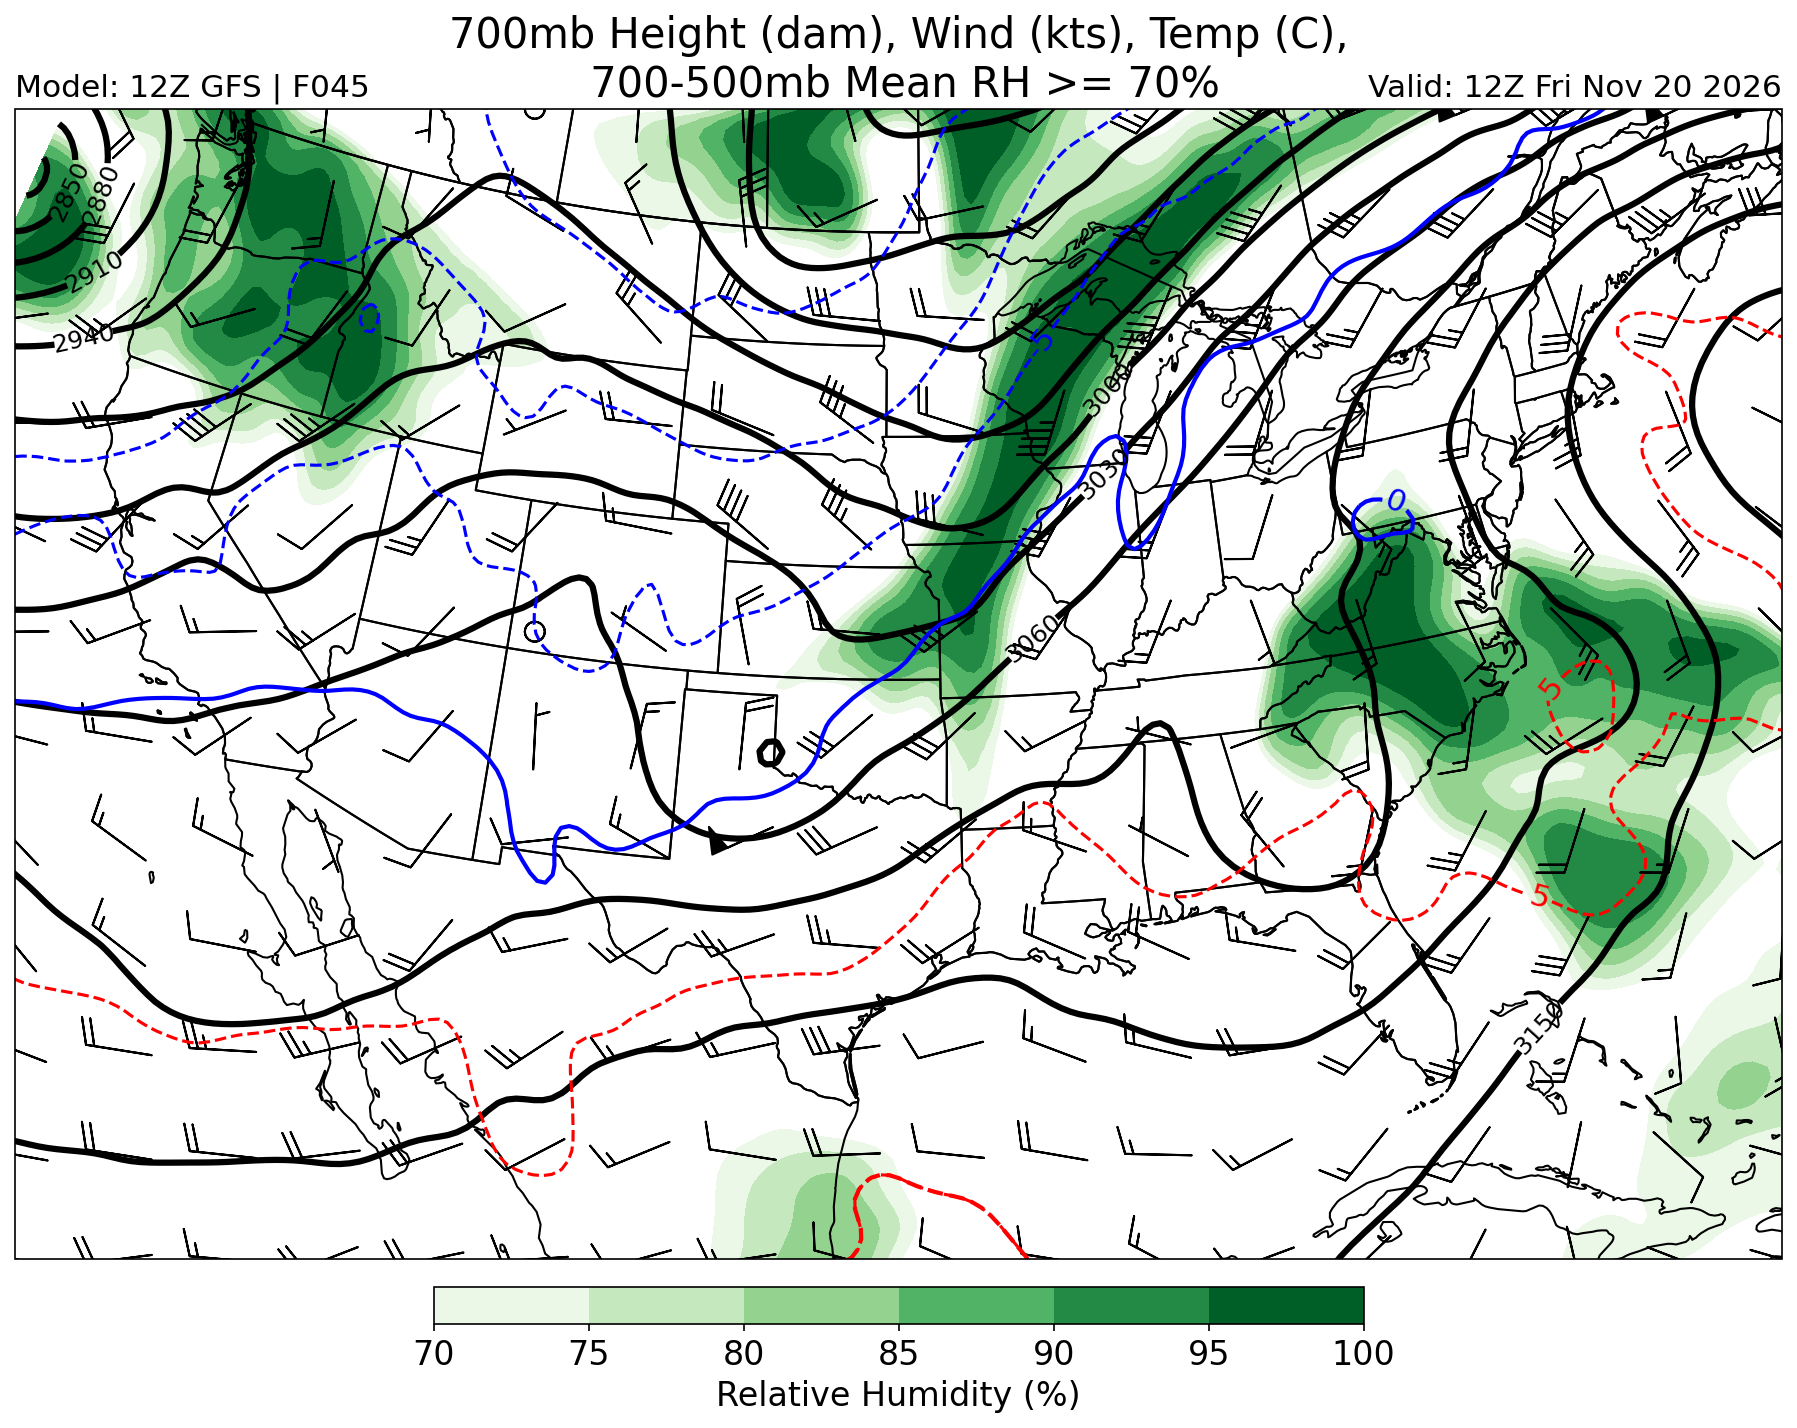 700mb Height (dam), Wind (kts), Temp (C),
700-500mb Mean RH >= 70%
Model: 12Z GFS | F045
Valid: 12Z Fri Nov 20 2026
2850
2880
2910
2940
5
3000
3030
0
3060
5
5
3150
70 75 80 85 90 95 100
Relative Humidity (%)